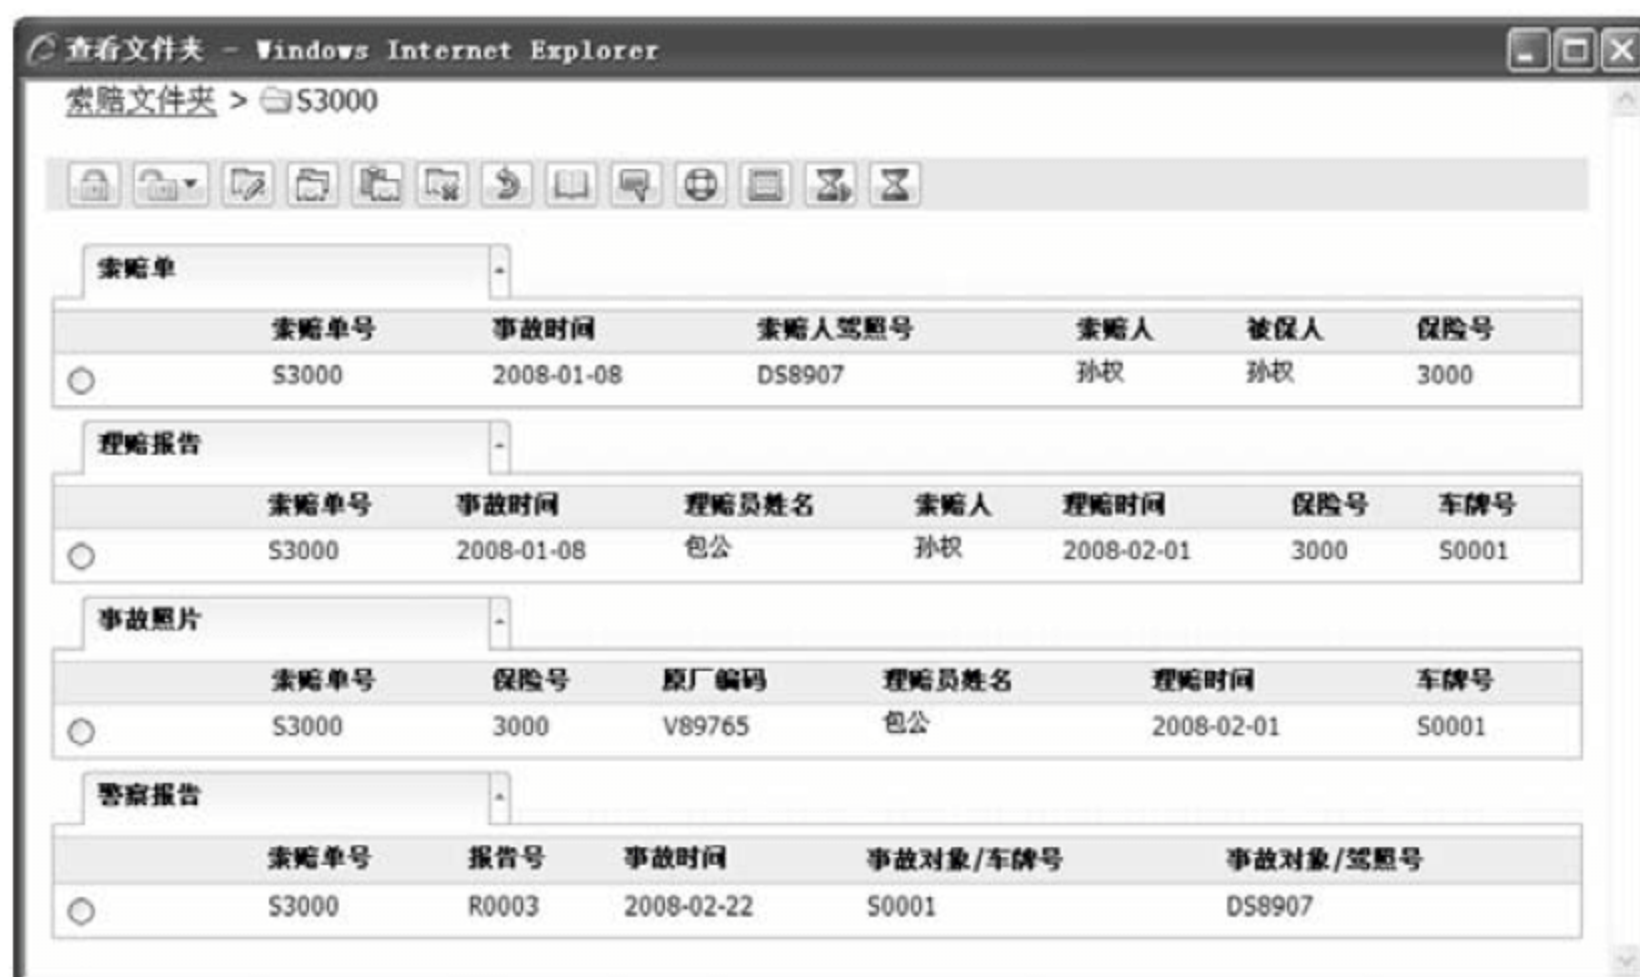 查看文件夹 - Windows Internet Explorer
索赔文件夹 > S3000
索赔单
索赔单号 事故时间 索赔人驾照号 索赔人 被保人 保险号
S3000 2008-01-08 DS8907 孙权 孙权 3000
理赔报告
索赔单号 事故时间 理赔员姓名 索赔人 理赔时间 保险号 车牌号
S3000 2008-01-08 包公 孙权 2008-02-01 3000 S0001
事故照片
索赔单号 保险号 原厂编码 理赔员姓名 理赔时间 车牌号
S3000 3000 V89765 包公 2008-02-01 S0001
警察报告
索赔单号 报告号 事故时间 事故对象/车牌号 事故对象/驾照号
S3000 R0003 2008-02-22 S0001 DS8907